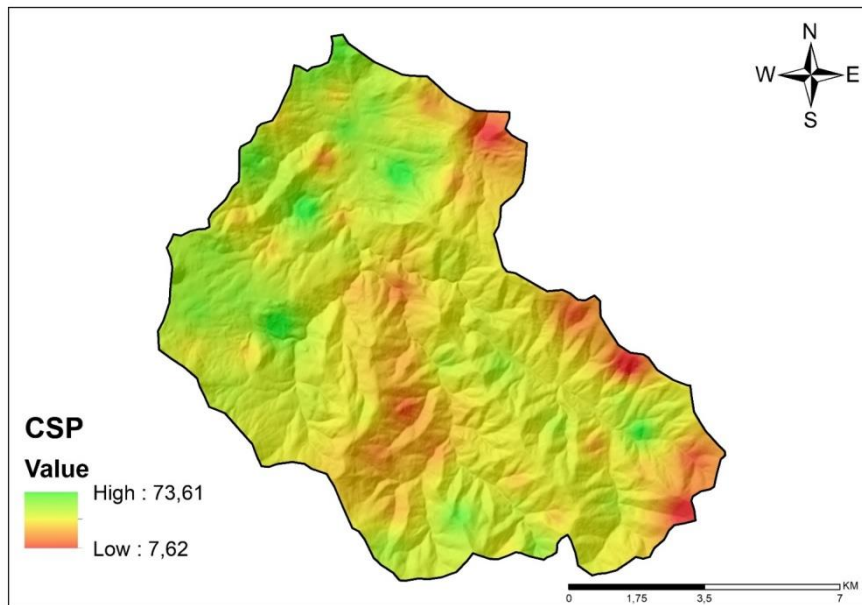 N
W E
S
CSP
Value
High : 73,61
Low : 7,62
KM
0 1,75 3,5 7